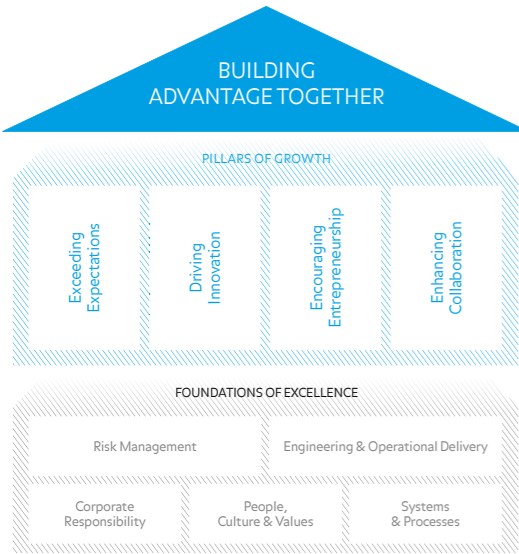 BUILDING
ADVANTAGE TOGETHER
PILLARS OF GROWTH
Exceeding
Expectations
Driving
Innovation
Encouraging
Entrepreneurship
Enhancing
Collaboration
FOUNDATIONS OF EXCELLENCE
Risk Management
Engineering & Operational Delivery
Corporate
Responsibility
People,
Culture & Values
Systems
& Processes